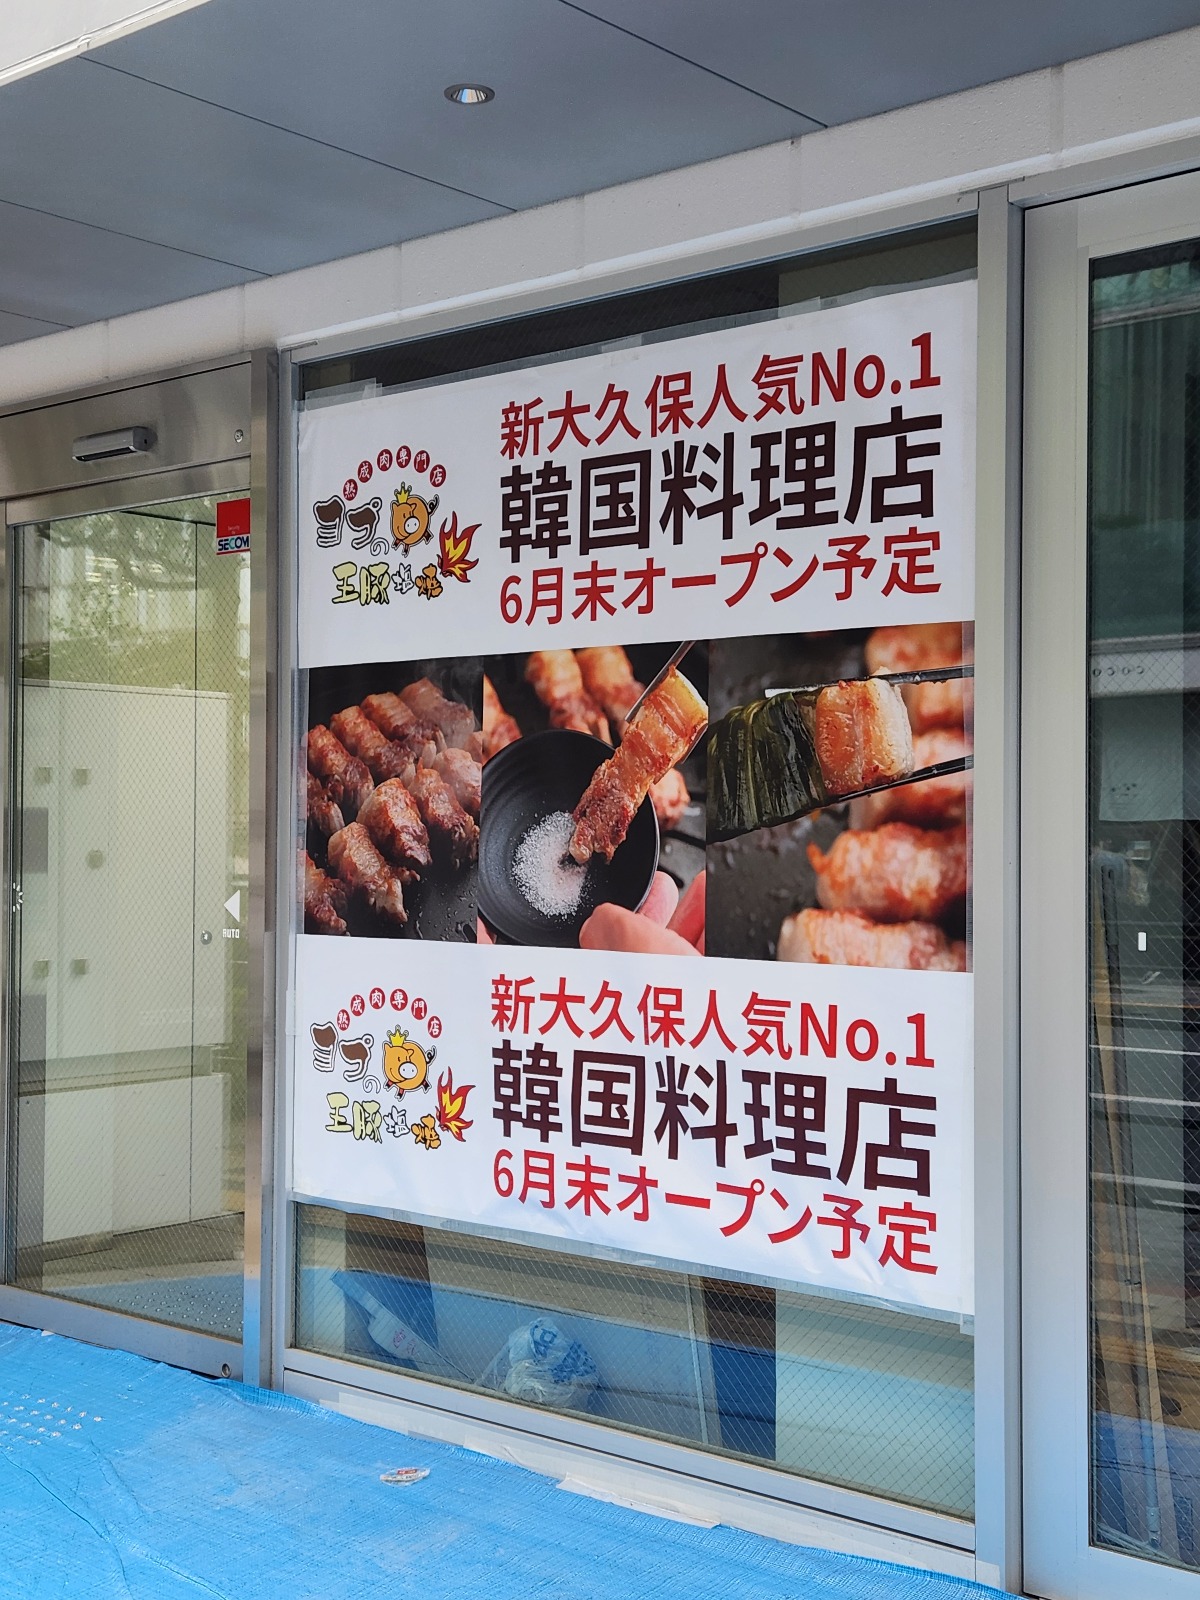 新大久保人気No.1
韓国料理店
6月末オープン予定
熟成肉専門店
ヨプの
王豚塩焼
SECOM
AUTO
新大久保人気No.1
韓国料理店
6月末オープン予定
熟成肉専門店
ヨプの
王豚塩焼